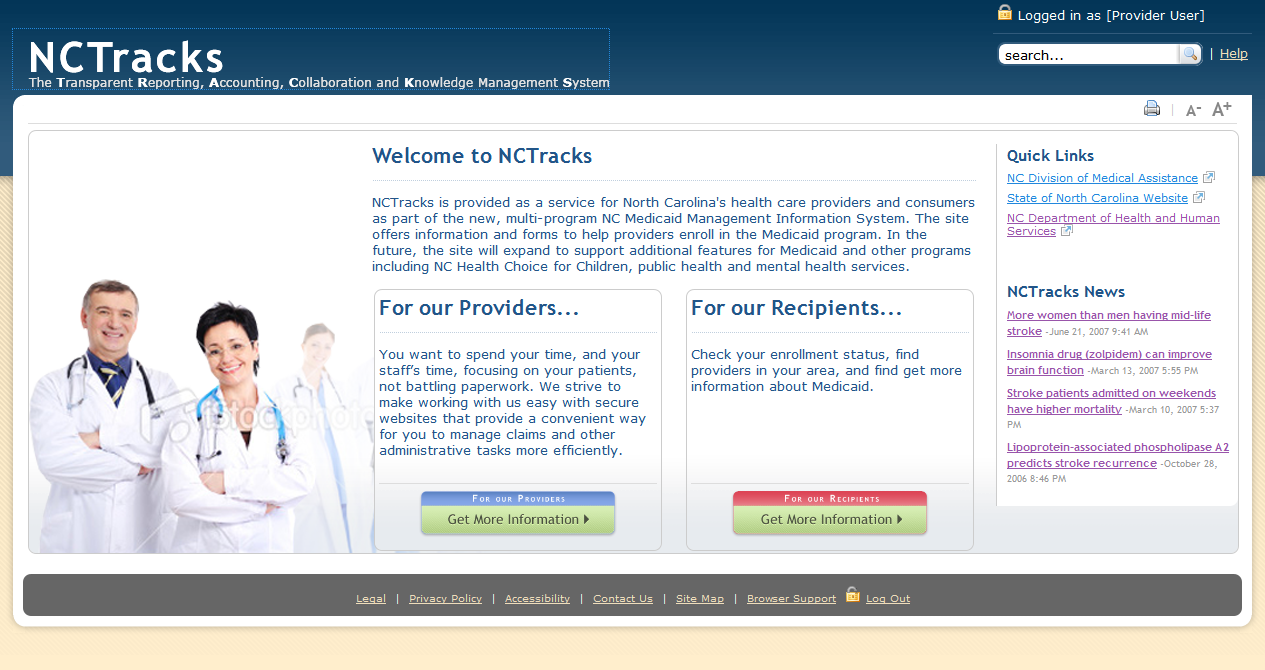 Logged in as [Provider User]
NCTracks
The Transparent Reporting, Accounting, Collaboration and Knowledge Management System
search... | Help
A- A+
Welcome to NCTracks
NCTracks is provided as a service for North Carolina's health care providers and consumers
as part of the new, multi-program NC Medicaid Management Information System. The site
offers information and forms to help providers enroll in the Medicaid program. In the
future, the site will expand to support additional features for Medicaid and other programs
including NC Health Choice for Children, public health and mental health services.
For our Providers...
You want to spend your time, and your
staff's time, focusing on your patients,
not battling paperwork. We strive to
make working with us easy with secure
websites that provide a convenient way
for you to manage claims and other
administrative tasks more efficiently.
For our Providers
Get More Information
For our Recipients...
Check your enrollment status, find
providers in your area, and find get more
information about Medicaid.
For our Recipients
Get More Information
Quick Links
NC Division of Medical Assistance
State of North Carolina Website
NC Department of Health and Human
Services
NCTracks News
More women than men having mid-life
stroke -June 21, 2007 9:41 AM
Insomnia drug (zolpidem) can improve
brain function -March 13, 2007 5:55 PM
Stroke patients admitted on weekends
have higher mortality -March 10, 2007 5:37
PM
Lipoprotein-associated phospholipase A2
predicts stroke recurrence -October 28,
2006 8:46 PM
iStockphoto
Legal | Privacy Policy | Accessibility | Contact Us | Site Map | Browser Support Log Out